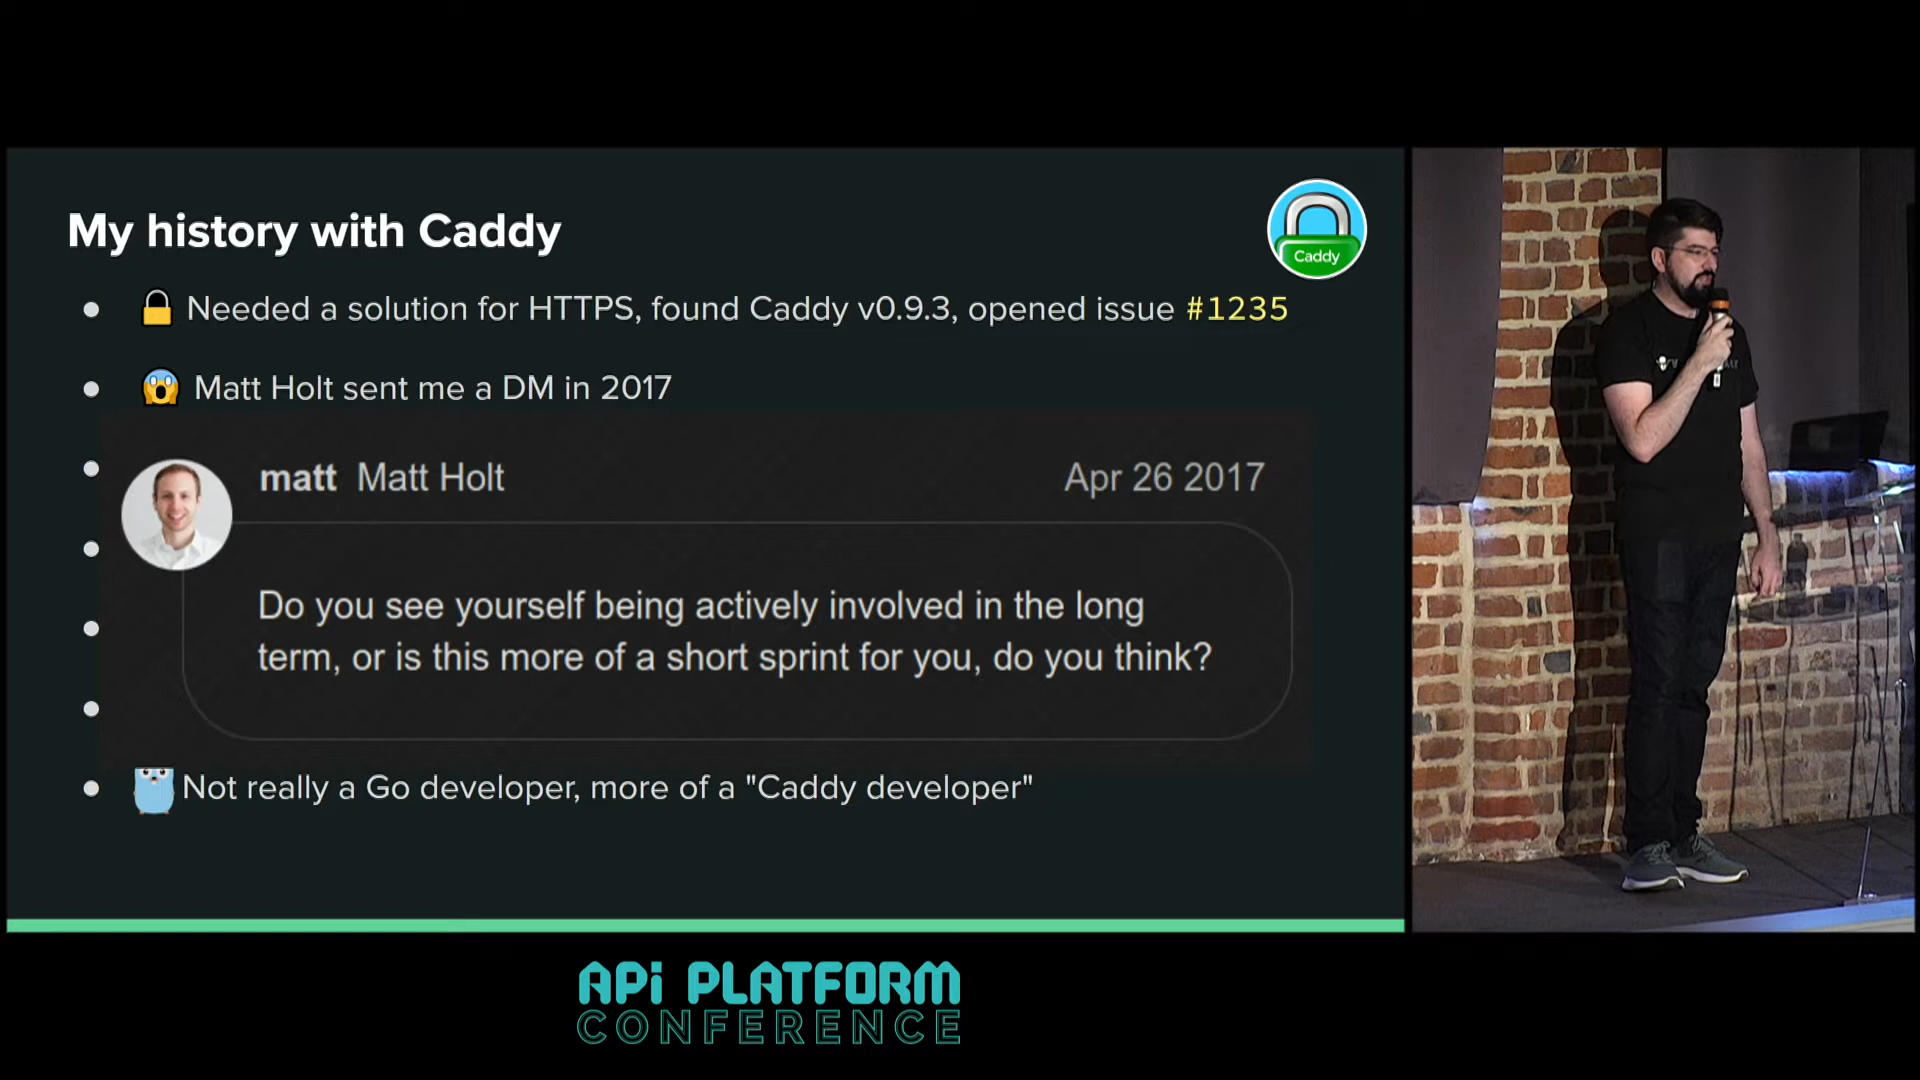 My history with Caddy
Caddy
Needed a solution for HTTPS, found Caddy v0.9.3, opened issue #1235
Matt Holt sent me a DM in 2017
matt Matt Holt Apr 26 2017
Do you see yourself being actively involved in the long
term, or is this more of a short sprint for you, do you think?
Not really a Go developer, more of a "Caddy developer"
API PLATFORM
CONFERENCE